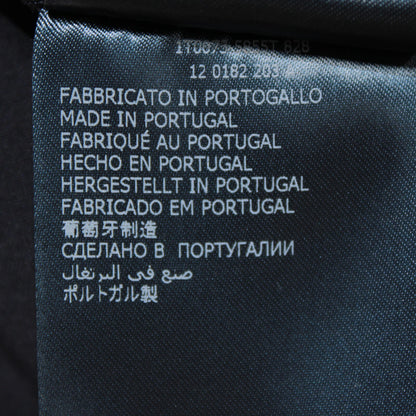 12 0182 203
FABBRICATO IN PORTOGALLO
MADE IN PORTUGAL
FABRIQUÉ AU PORTUGAL
HECHO EN PORTUGAL
HERGESTELLT IN PORTUGAL
FABRICADO EM PORTUGAL
葡萄牙制造
СДЕЛАНО В ПОРТУГАЛИИ
صنع في البرتغال
ポルトガル製